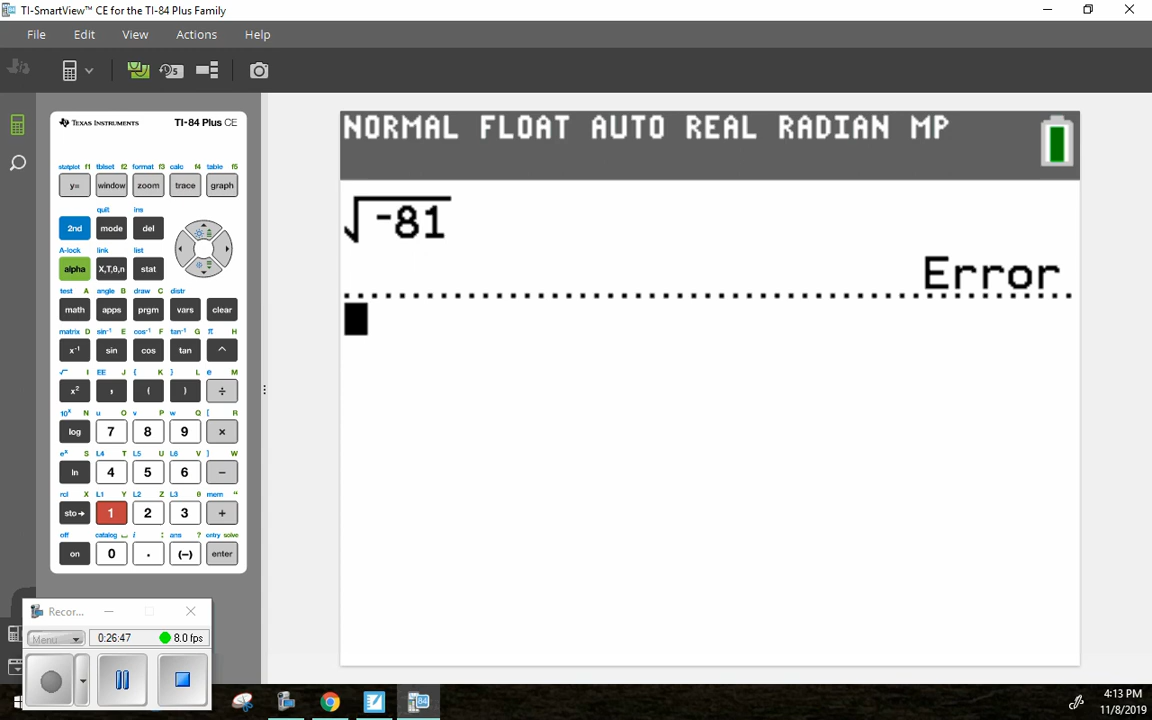 TI-SmartView™ CE for the TI-84 Plus Family
File Edit View Actions Help
TEXAS INSTRUMENTS TI-84 Plus CE
statplot f1 tblset f2 format f3 calc f4 table f5
y= window zoom trace graph
quit ins
2nd mode del
A-lock link list
alpha X,T,θ,n stat
test A angle B draw C distr
math apps prgm vars clear
matrix D sin⁻¹ E cos⁻¹ F tan⁻¹ G π H
x⁻¹ sin cos tan ^
√ I EE J { K } L e M
x² , ( ) ÷
10ˣ N u O v P w Q [ R
log 7 8 9 ×
eˣ S L4 T L5 U L6 V ] W
ln 4 5 6 −
rcl X L1 Y L2 Z L3 θ mem "
sto→ 1 2 3 +
off catalog ⎵ i : ans ? entry solve
on 0 . (−) enter
NORMAL FLOAT AUTO REAL RADIAN MP
√-81
Error
Recor...
Menu 0:26:47 8.0 fps
84
4:13 PM
11/8/2019